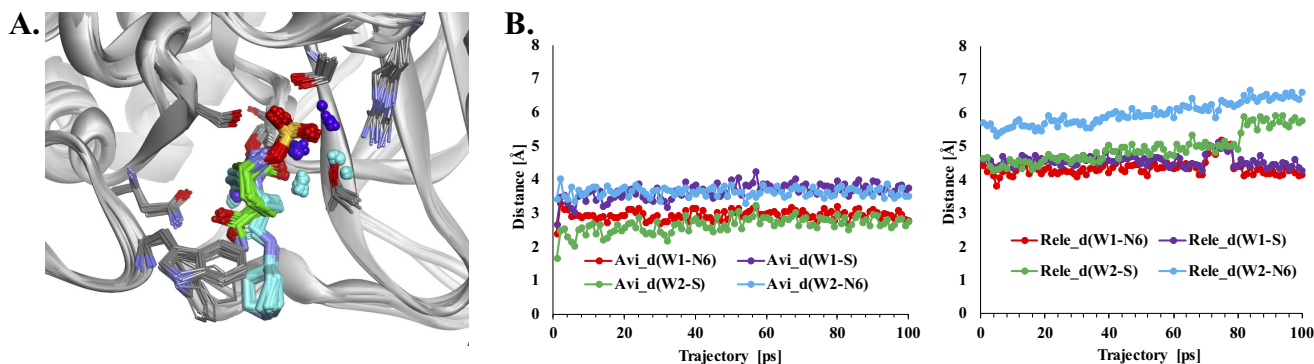 A.
B.
8
7
6
5
4
3
2
1
0
Distance [Å]
0 20 40 60 80 100
Trajectory [ps]
Avi_d(W1-N6) Avi_d(W1-S)
Avi_d(W2-S) Avi_d(W2-N6)
8
7
6
5
4
3
2
1
0
Distance [Å]
0 20 40 60 80 100
Trajectory [ps]
Rele_d(W1-N6) Rele_d(W1-S)
Rele_d(W2-S) Rele_d(W2-N6)